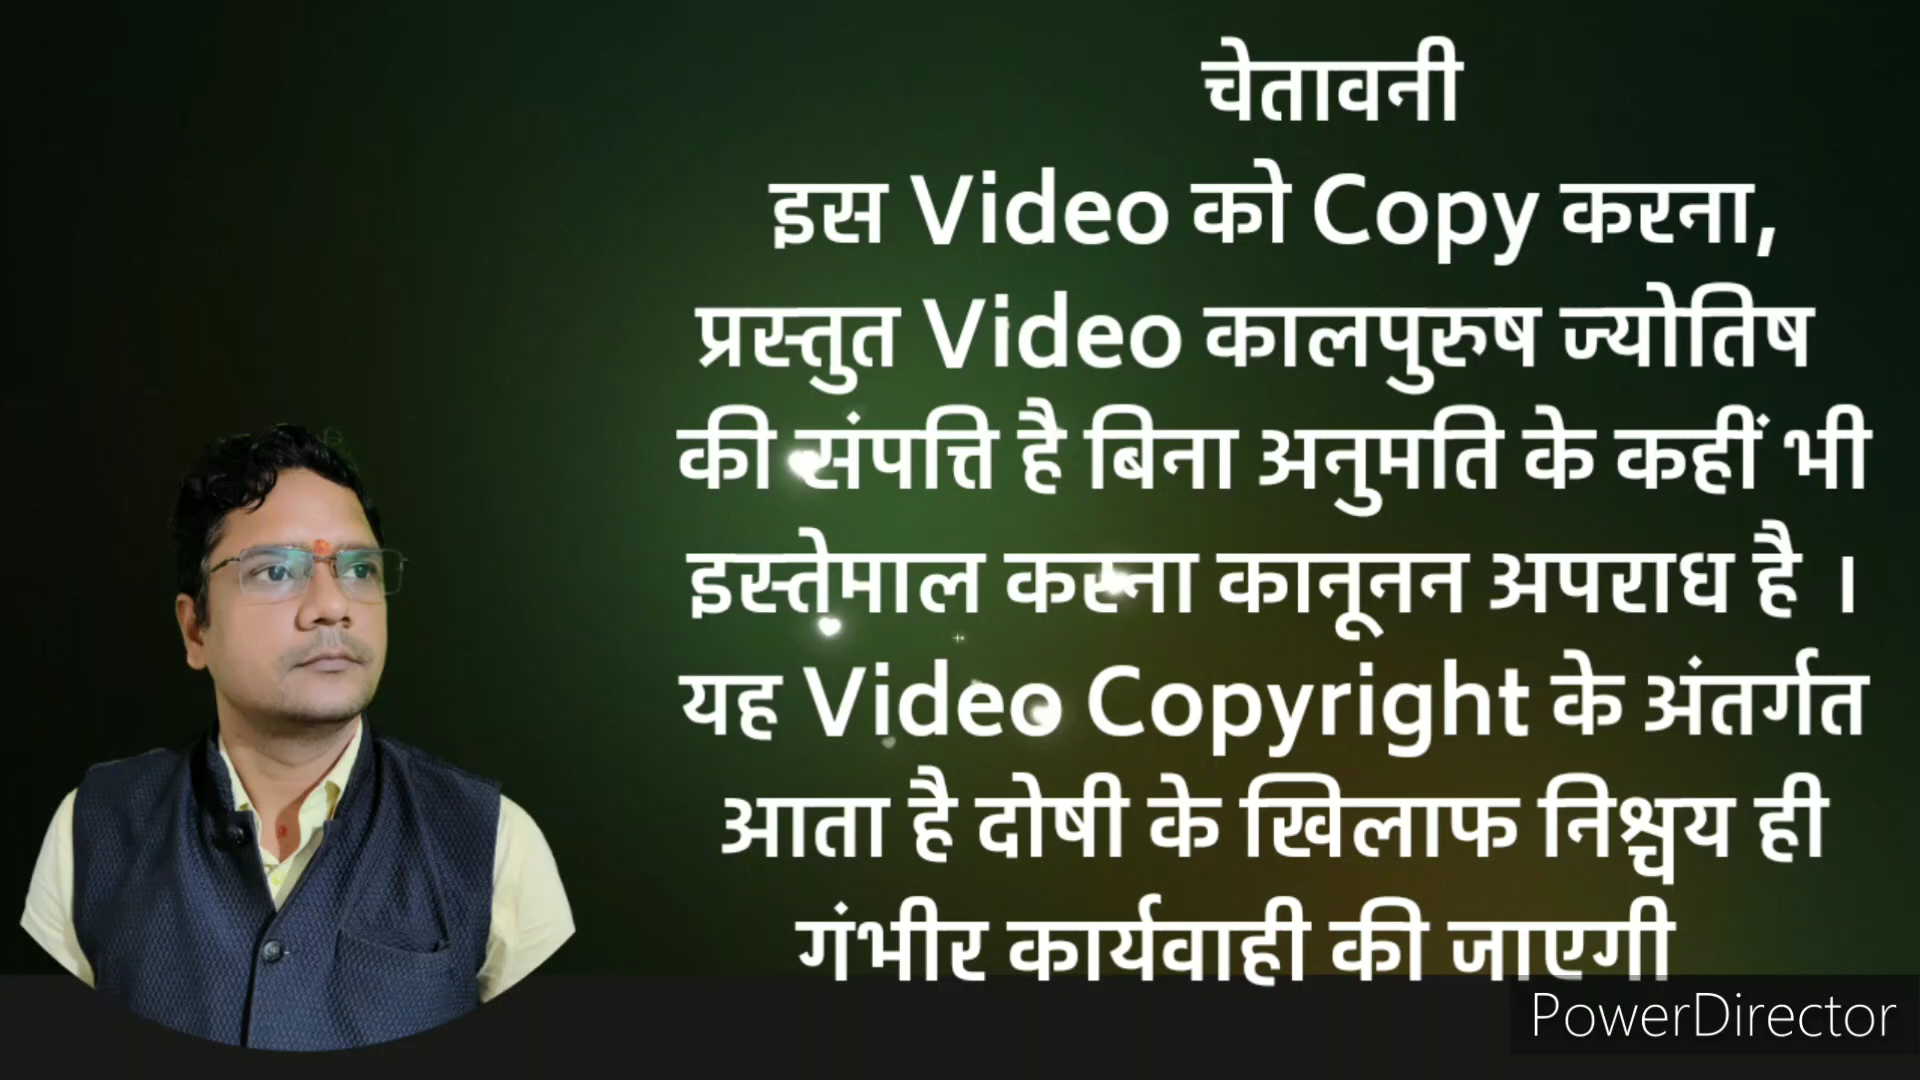 चेतावनी
इस Video को Copy करना,
प्रस्तुत Video कालपुरुष ज्योतिष
की संपत्ति है बिना अनुमति के कहीं भी
इस्तेमाल करना कानूनन अपराध है ।
यह Video Copyright के अंतर्गत
आता है दोषी के खिलाफ निश्चय ही
गंभीर कार्यवाही की जाएगी
PowerDirector